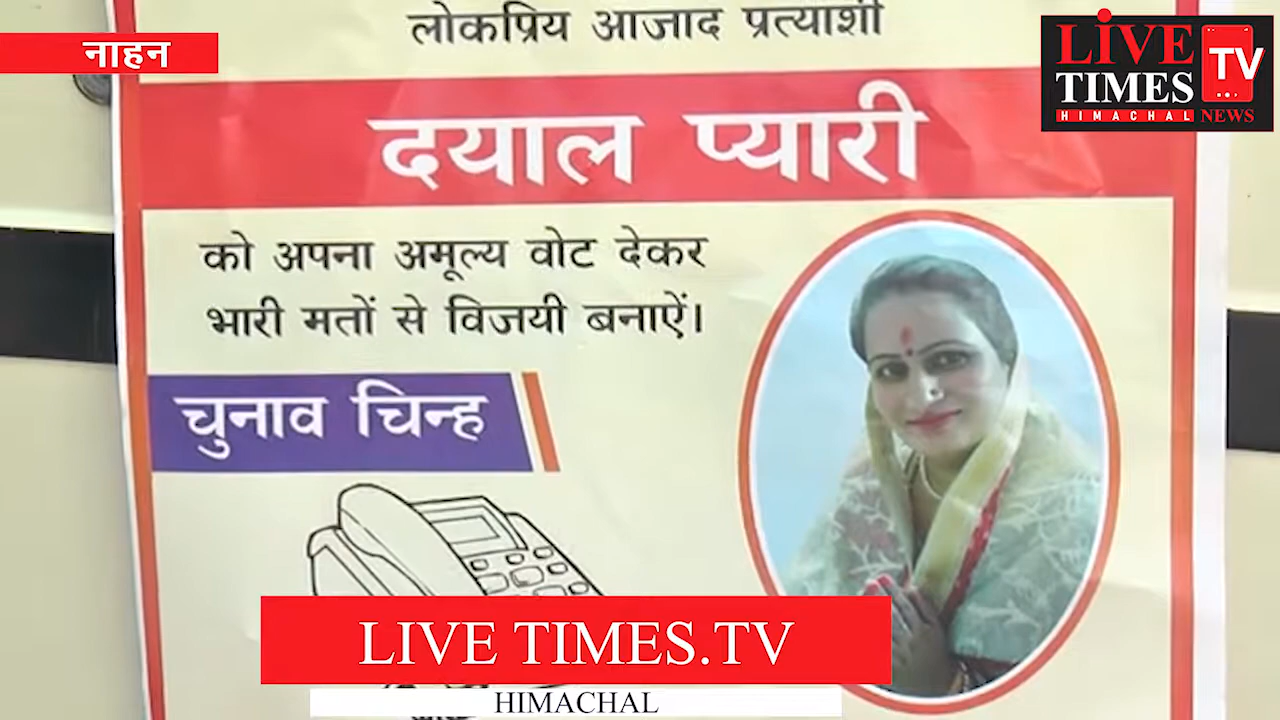 लोकप्रिय आजाद प्रत्याशी
नाहन
LIVE
TIMES
TV
HIMACHAL NEWS
दयाल प्यारी
को अपना अमूल्य वोट देकर
भारी मतों से विजयी बनाऐं।
चुनाव चिन्ह
LIVE TIMES.TV
HIMACHAL